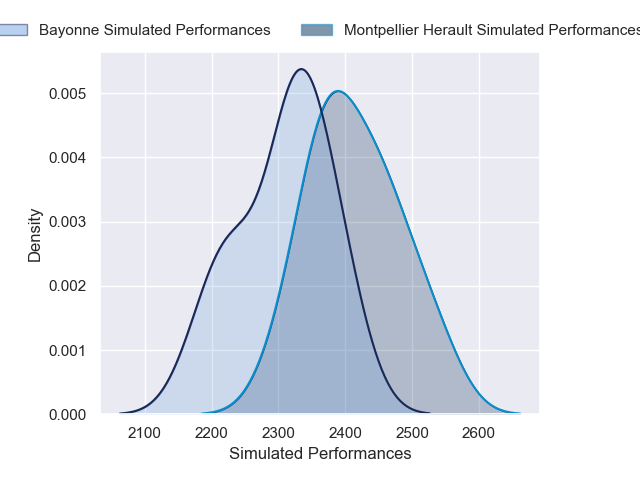 Bayonne Simulated Performances Montpellier Herault Simulated Performances
0.005
0.004
0.003
0.002
0.001
0.000
Density
2100 2200 2300 2400 2500 2600
Simulated Performances